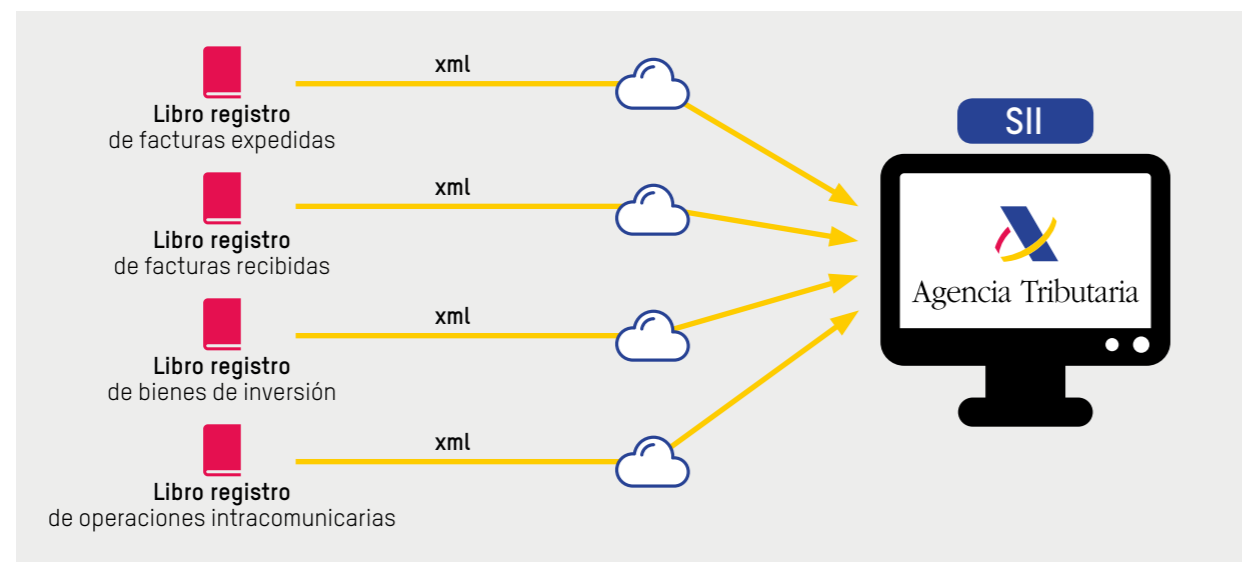 xml
Libro registro
de facturas expedidas
xml
Libro registro
de facturas recibidas
xml
Libro registro
de bienes de inversión
xml
Libro registro
de operaciones intracomunicarias
SII
Agencia Tributaria